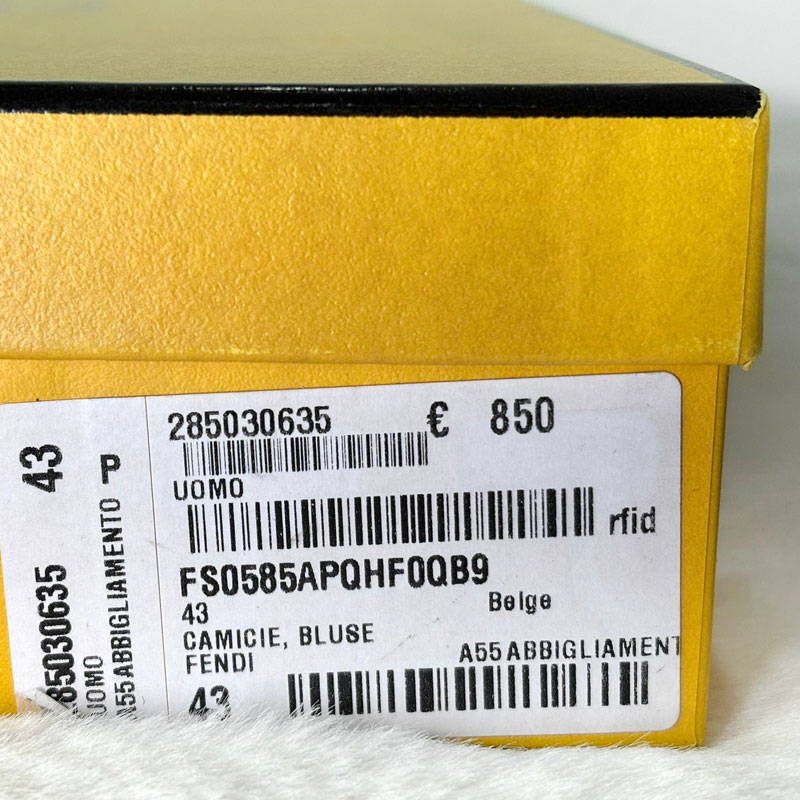 43
P
285030635
UOMO
A55 ABBIGLIAMENTO
285030635 € 850
UOMO
rfid
FS0585APQHF0QB9
43 Beige
CAMICIE, BLUSE
FENDI A55 ABBIGLIAMENT
43